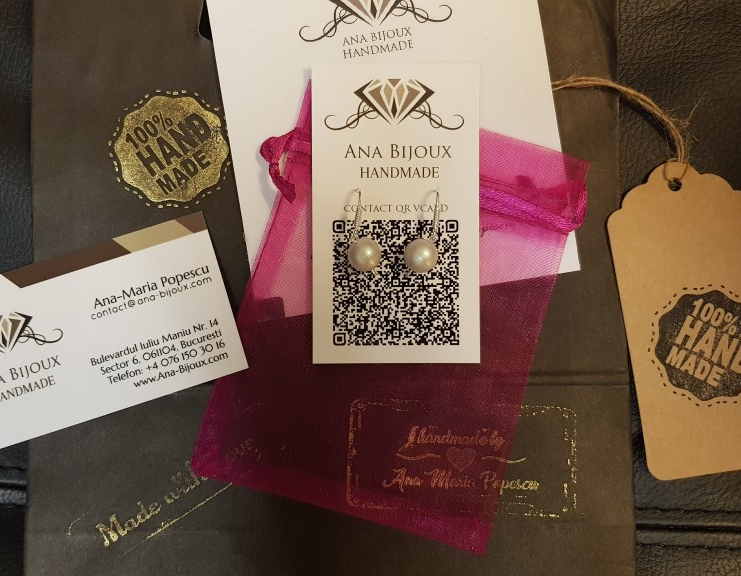 ANA BIJOUX
HANDMADE
ANA BIJOUX
HANDMADE
CONTACT QR VCARD
100%
HAND
MADE
Ana-Maria Popescu
contact@ana-bijoux.com
Bulevardul Iuliu Maniu Nr. 14
Sector 6, 061104, Bucuresti
Telefon: +4 076 150 30 16
www.Ana-Bijoux.com
A BIJOUX
HANDMADE
100%
HAND
MADE
Made with
Handmade by
Ana Maria Popescu